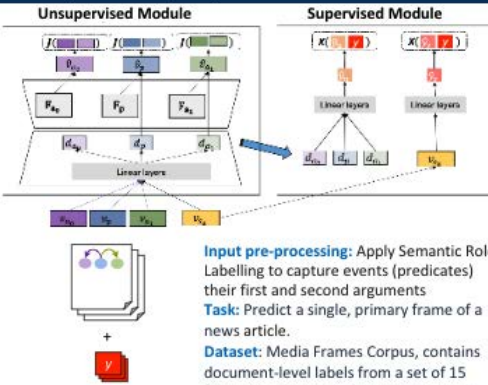 Unsupervised Module
Supervised Module
Linear layers
Linear layers
Linear layers
+
y
Input pre-processing: Apply Semantic Rol
Labelling to capture events (predicates)
their first and second arguments
Task: Predict a single, primary frame of a
news article.
Dataset: Media Frames Corpus, contains
document-level labels from a set of 15